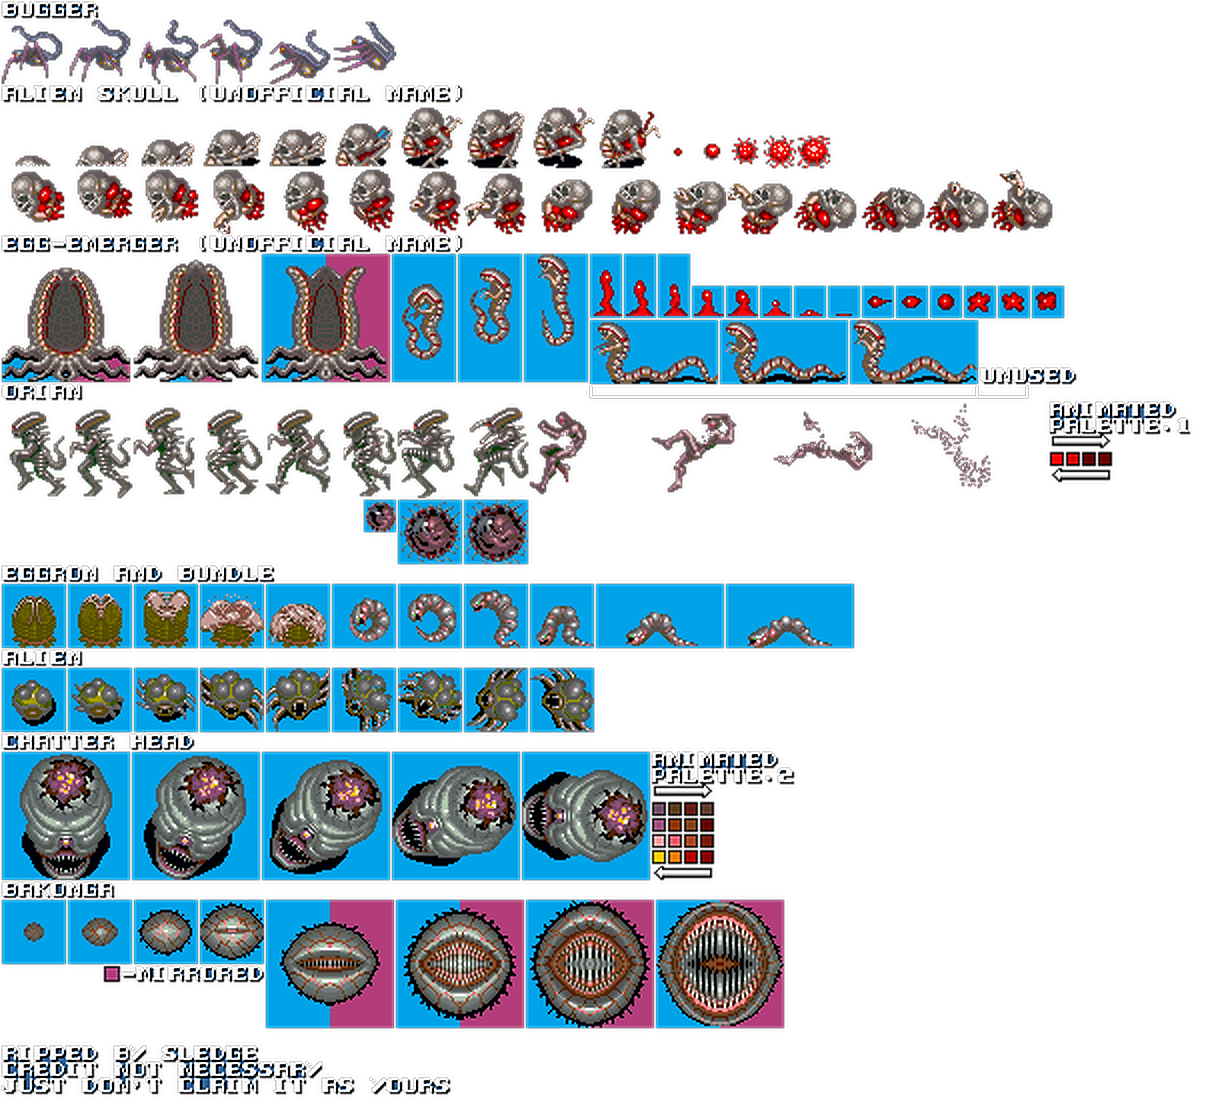 BUGGER
ALIEN SKULL (UNOFFICIAL NAME)
EGG-EMERGER (UNOFFICIAL NAME)
UNUSED
ORIAN
ANIMATED
PALETTE.1
EGGRON AND BUNDLE
ALIEN
CHATTER HEAD
ANIMATED
PALETTE.2
BAKONGA
-MIRRORED
RIPPED BY SLEDGE
CREDIT NOT NECESSARY
JUST DON'T CLAIM IT AS YOURS